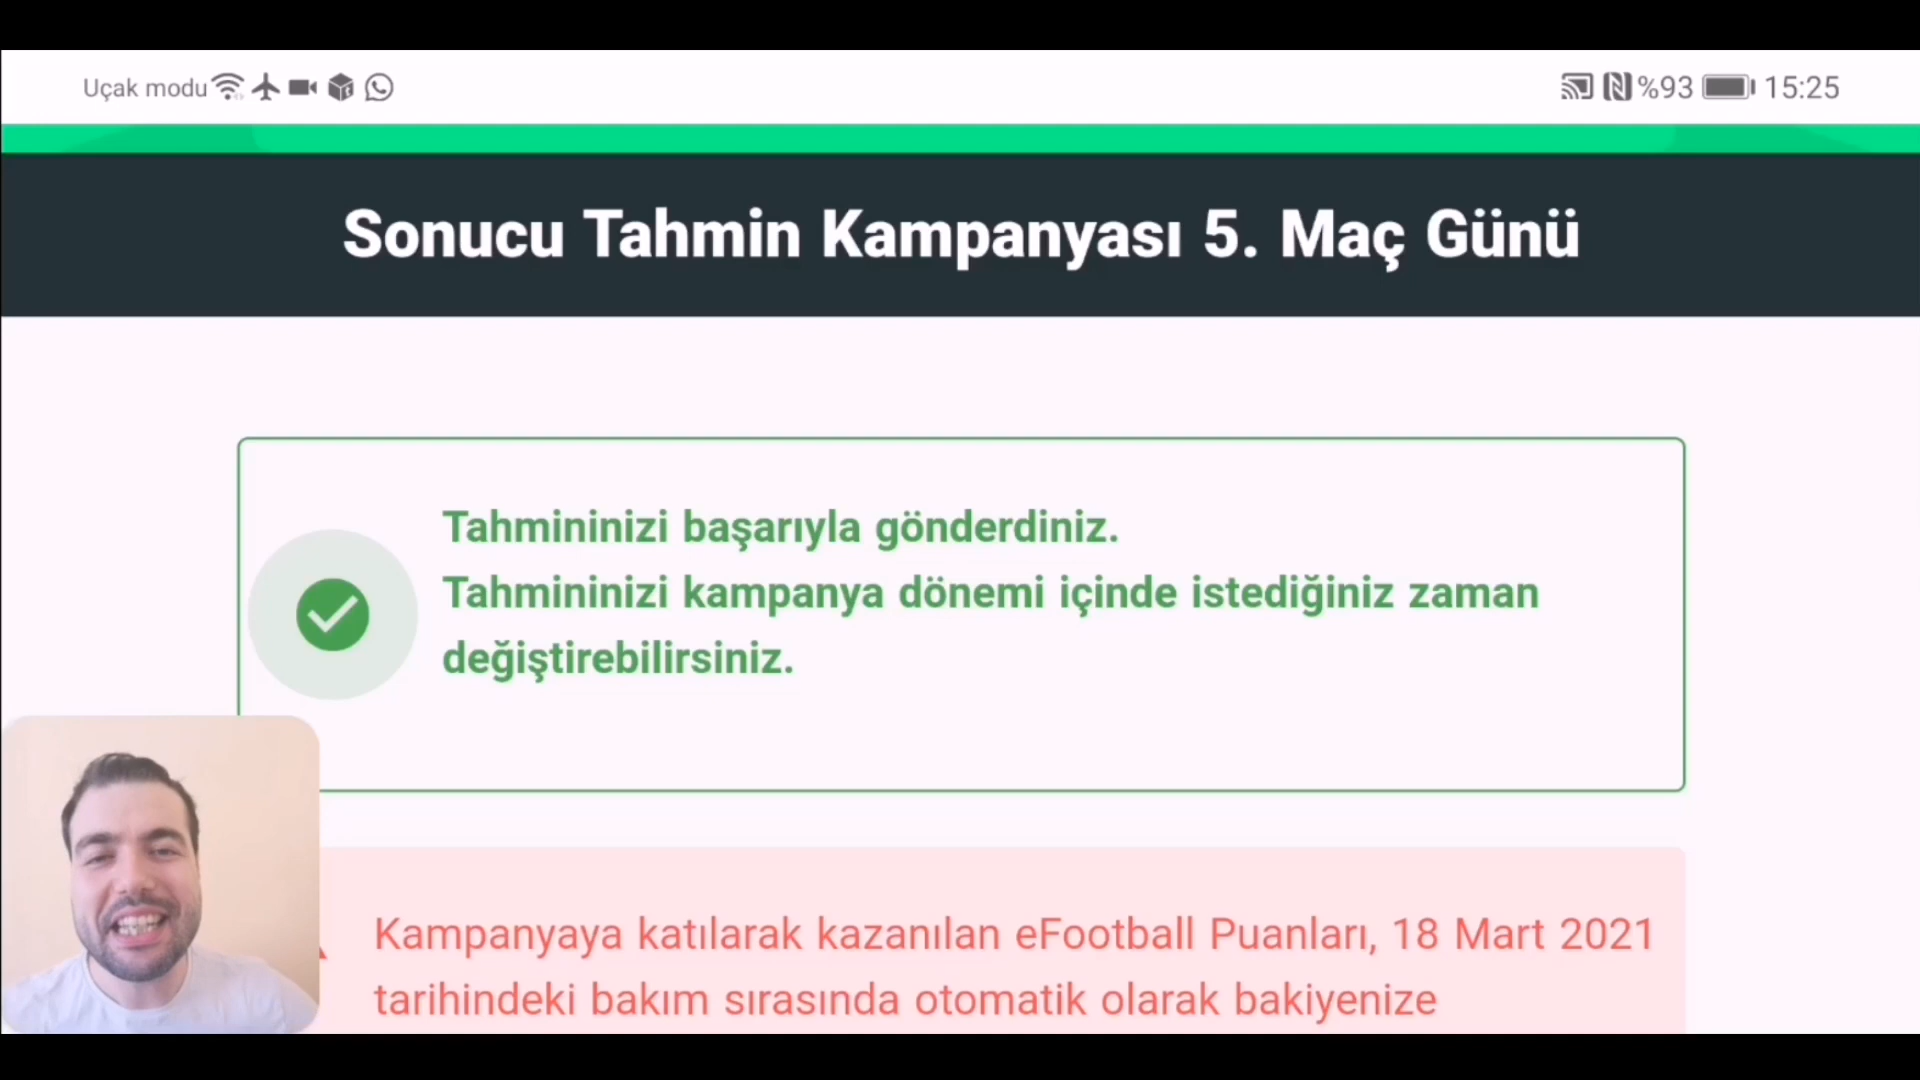 Uçak modu %93 15:25
Sonucu Tahmin Kampanyası 5. Maç Günü
Tahmininizi başarıyla gönderdiniz.
Tahmininizi kampanya dönemi içinde istediğiniz zaman
değiştirebilirsiniz.
Kampanyaya katılarak kazanılan eFootball Puanları, 18 Mart 2021
tarihindeki bakım sırasında otomatik olarak bakiyenize